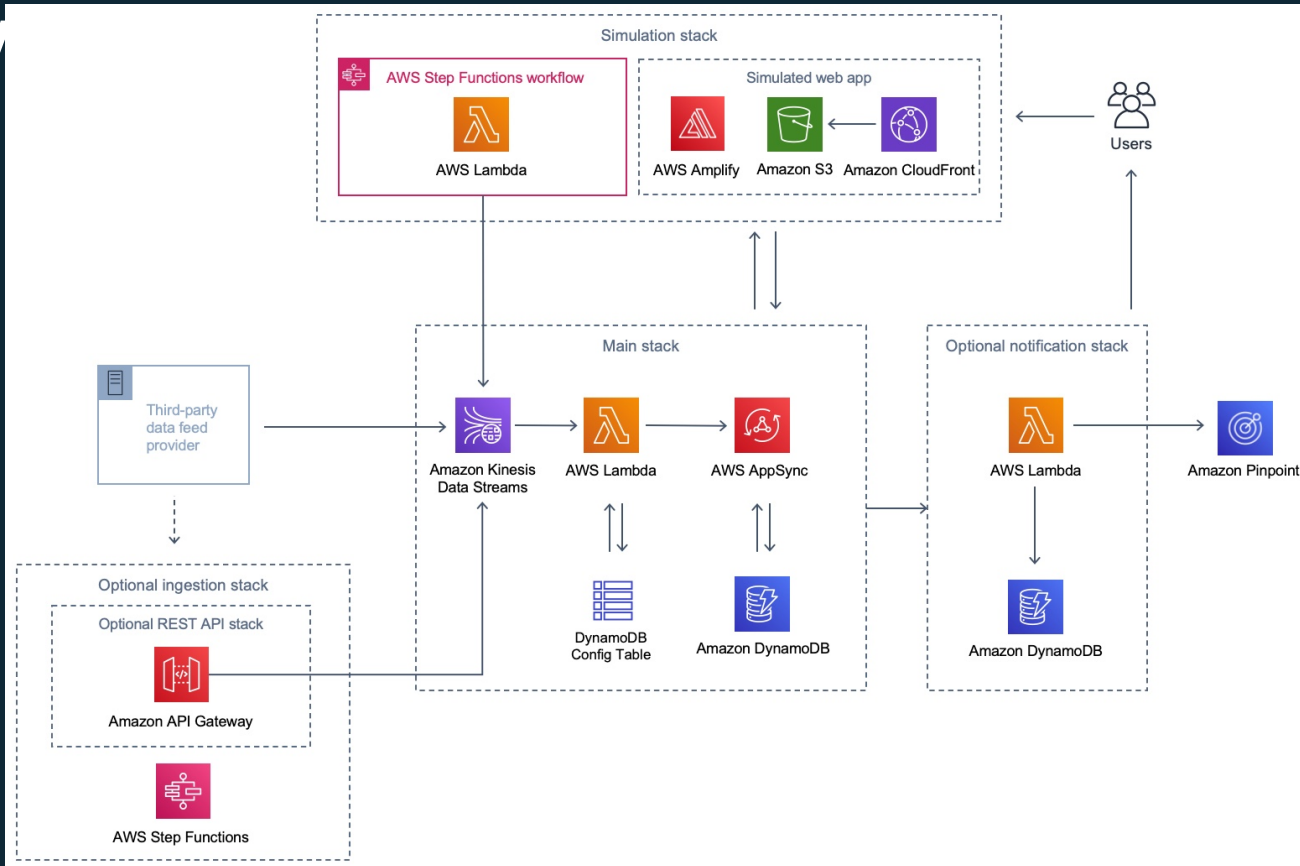 Simulation stack
AWS Step Functions workflow
AWS Lambda
Simulated web app
AWS Amplify
Amazon S3
Amazon CloudFront
Users
Third-party
data feed
provider
Main stack
Amazon Kinesis
Data Streams
AWS Lambda
AWS AppSync
DynamoDB
Config Table
Amazon DynamoDB
Optional notification stack
AWS Lambda
Amazon Pinpoint
Amazon DynamoDB
Optional ingestion stack
Optional REST API stack
Amazon API Gateway
AWS Step Functions